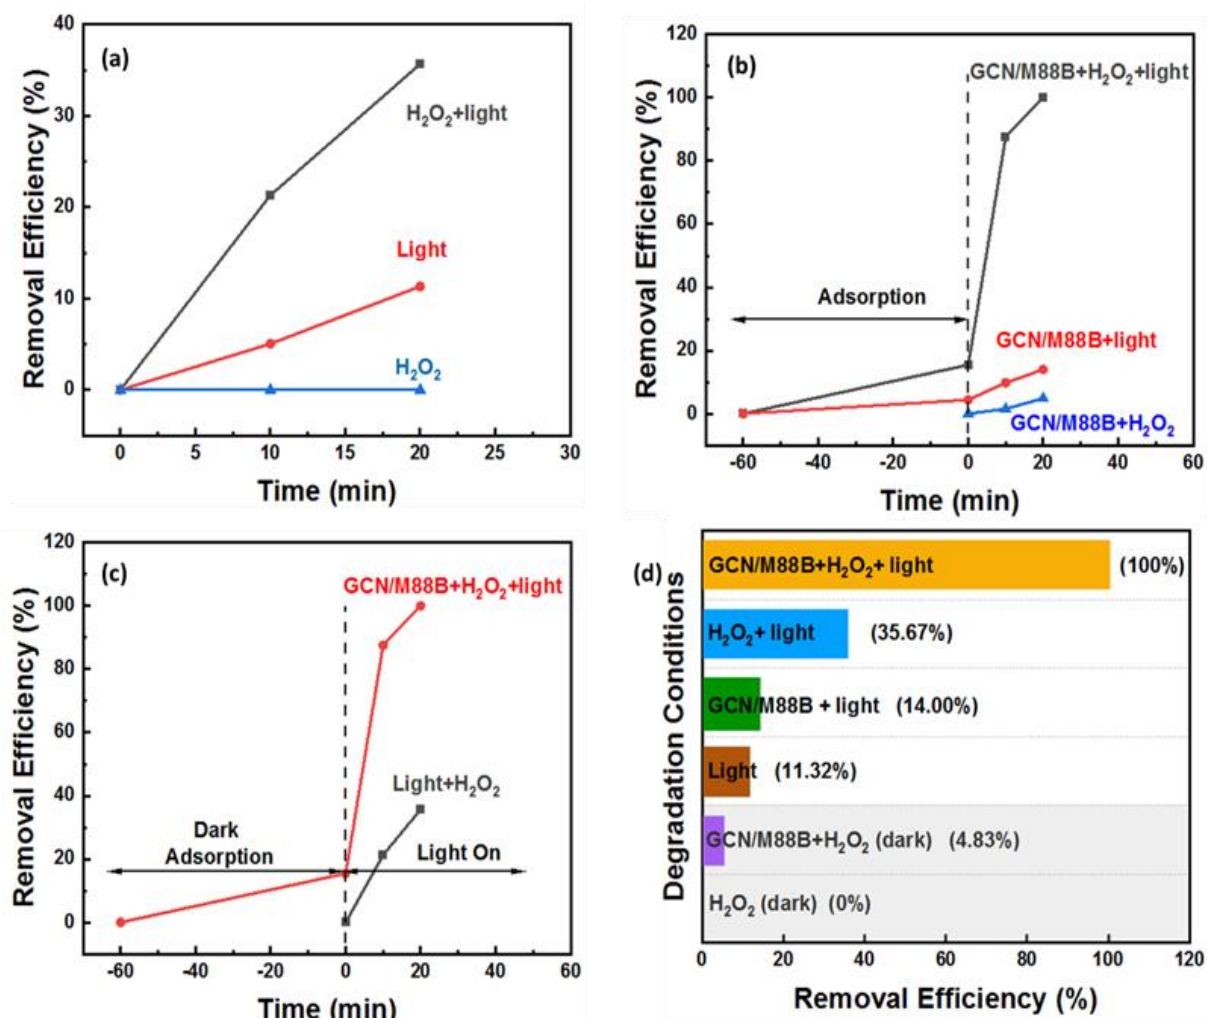 (a)
40
30
20
10
0
Removal Efficiency (%)
H₂O₂+light
Light
H₂O₂
0 5 10 15 20 25 30
Time (min)
(b)
120
100
80
60
40
20
0
Removal Efficiency (%)
GCN/M88B+H₂O₂+light
Adsorption
GCN/M88B+light
GCN/M88B+H₂O₂
-60 -40 -20 0 20 40 60
Time (min)
(c)
120
100
80
60
40
20
0
Removal Efficiency (%)
GCN/M88B+H₂O₂+light
Light+H₂O₂
Dark
Adsorption
Light On
-60 -40 -20 0 20 40 60
Time (min)
(d)
Degradation Conditions
GCN/M88B+H₂O₂+ light (100%)
H₂O₂+ light (35.67%)
GCN/M88B + light (14.00%)
Light (11.32%)
GCN/M88B+H₂O₂ (dark) (4.83%)
H₂O₂ (dark) (0%)
0 20 40 60 80 100 120
Removal Efficiency (%)